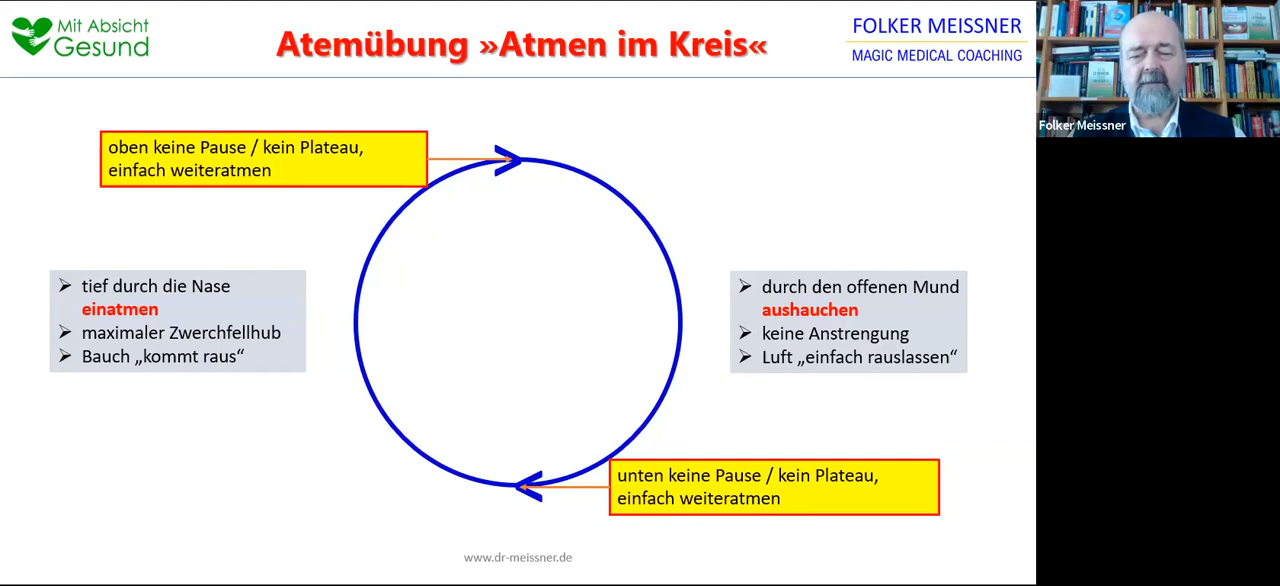 Mit Absicht
Gesund
Atemübung »Atmen im Kreis«
FOLKER MEISSNER
MAGIC MEDICAL COACHING
Folker Meissner
oben keine Pause / kein Plateau,
einfach weiteratmen
➢ tief durch die Nase
einatmen
➢ maximaler Zwerchfellhub
➢ Bauch „kommt raus“
➢ durch den offenen Mund
aushauchen
➢ keine Anstrengung
➢ Luft „einfach rauslassen“
unten keine Pause / kein Plateau,
einfach weiteratmen
www.dr-meissner.de